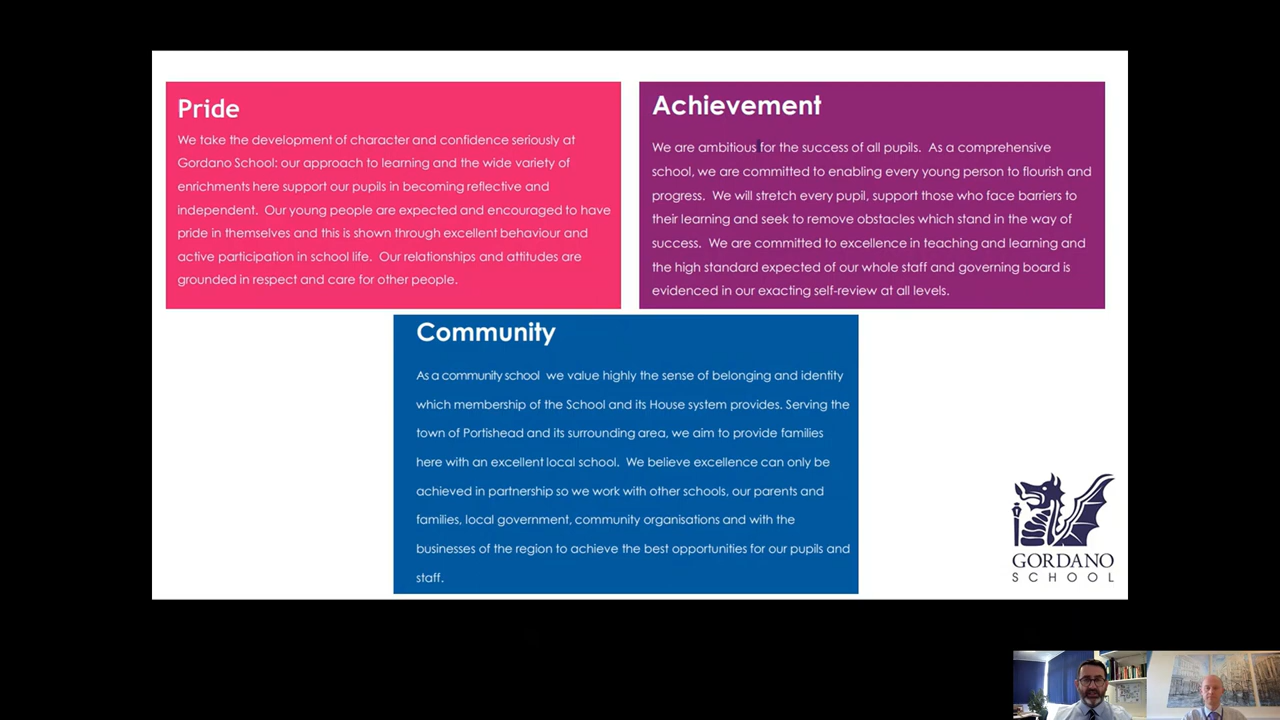 Pride
We take the development of character and confidence seriously at
Gordano School: our approach to learning and the wide variety of
enrichments here support our pupils in becoming reflective and
independent.  Our young people are expected and encouraged to have
pride in themselves and this is shown through excellent behaviour and
active participation in school life.  Our relationships and attitudes are
grounded in respect and care for other people.
Achievement
We are ambitious for the success of all pupils.  As a comprehensive
school, we are committed to enabling every young person to flourish and
progress.  We will stretch every pupil, support those who face barriers to
their learning and seek to remove obstacles which stand in the way of
success.  We are committed to excellence in teaching and learning and
the high standard expected of our whole staff and governing board is
evidenced in our exacting self-review at all levels.
Community
As a community school  we value highly the sense of belonging and identity
which membership of the School and its House system provides. Serving the
town of Portishead and its surrounding area, we aim to provide families
here with an excellent local school.  We believe excellence can only be
achieved in partnership so we work with other schools, our parents and
families, local government, community organisations and with the
businesses of the region to achieve the best opportunities for our pupils and
staff.
GORDANO
SCHOOL